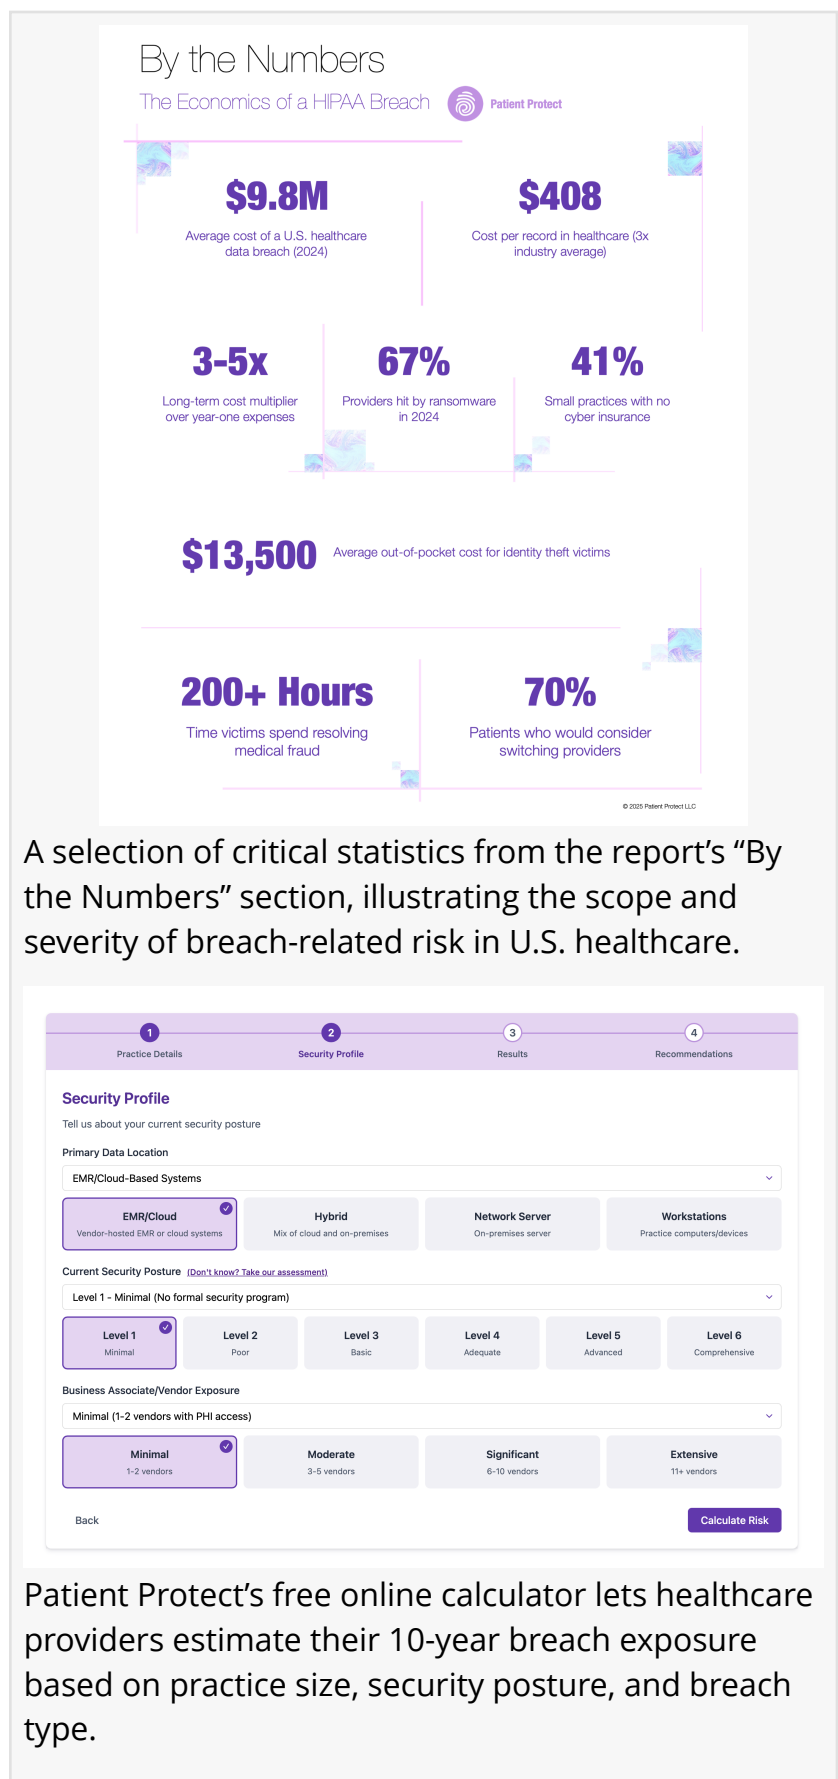 By the Numbers
The Economics of a HIPAA Breach
Patient Protect
$9.8M
Average cost of a U.S. healthcare
data breach (2024)
$408
Cost per record in healthcare (3x
industry average)
3-5x
Long-term cost multiplier
over year-one expenses
67%
Providers hit by ransomware
in 2024
41%
Small practices with no
cyber insurance
$13,500
Average out-of-pocket cost for identity theft victims
200+ Hours
Time victims spend resolving
medical fraud
70%
Patients who would consider
switching providers
© 2025 Patient Protect LLC
A selection of critical statistics from the report’s “By
the Numbers” section, illustrating the scope and
severity of breach-related risk in U.S. healthcare.
1
Practice Details
2
Security Profile
3
Results
4
Recommendations
Security Profile
Tell us about your current security posture
Primary Data Location
EMR/Cloud-Based Systems
EMR/Cloud
Vendor-hosted EMR or cloud systems
Hybrid
Mix of cloud and on-premises
Network Server
On-premises server
Workstations
Practice computers/devices
Current Security Posture (Don't know? Take our assessment)
Level 1 - Minimal (No formal security program)
Level 1
Minimal
Level 2
Poor
Level 3
Basic
Level 4
Adequate
Level 5
Advanced
Level 6
Comprehensive
Business Associate/Vendor Exposure
Minimal (1-2 vendors with PHI access)
Minimal
1-2 vendors
Moderate
3-5 vendors
Significant
6-10 vendors
Extensive
11+ vendors
Back
Calculate Risk
Patient Protect’s free online calculator lets healthcare
providers estimate their 10-year breach exposure
based on practice size, security posture, and breach
type.